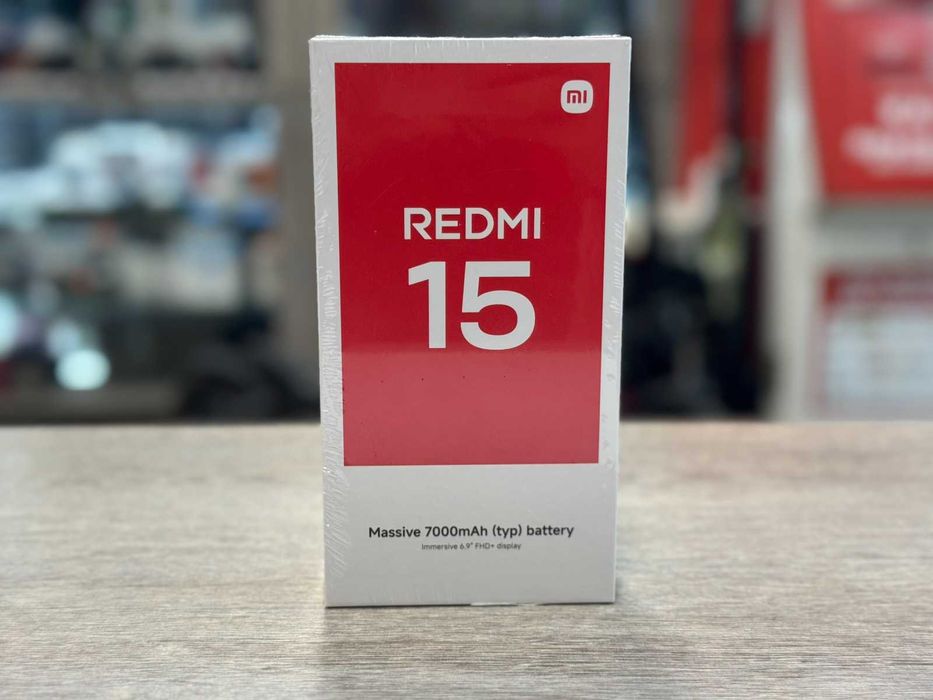 mi
REDMI
15
Massive 7000mAh (typ) battery
Immersive 6.9" FHD+ display